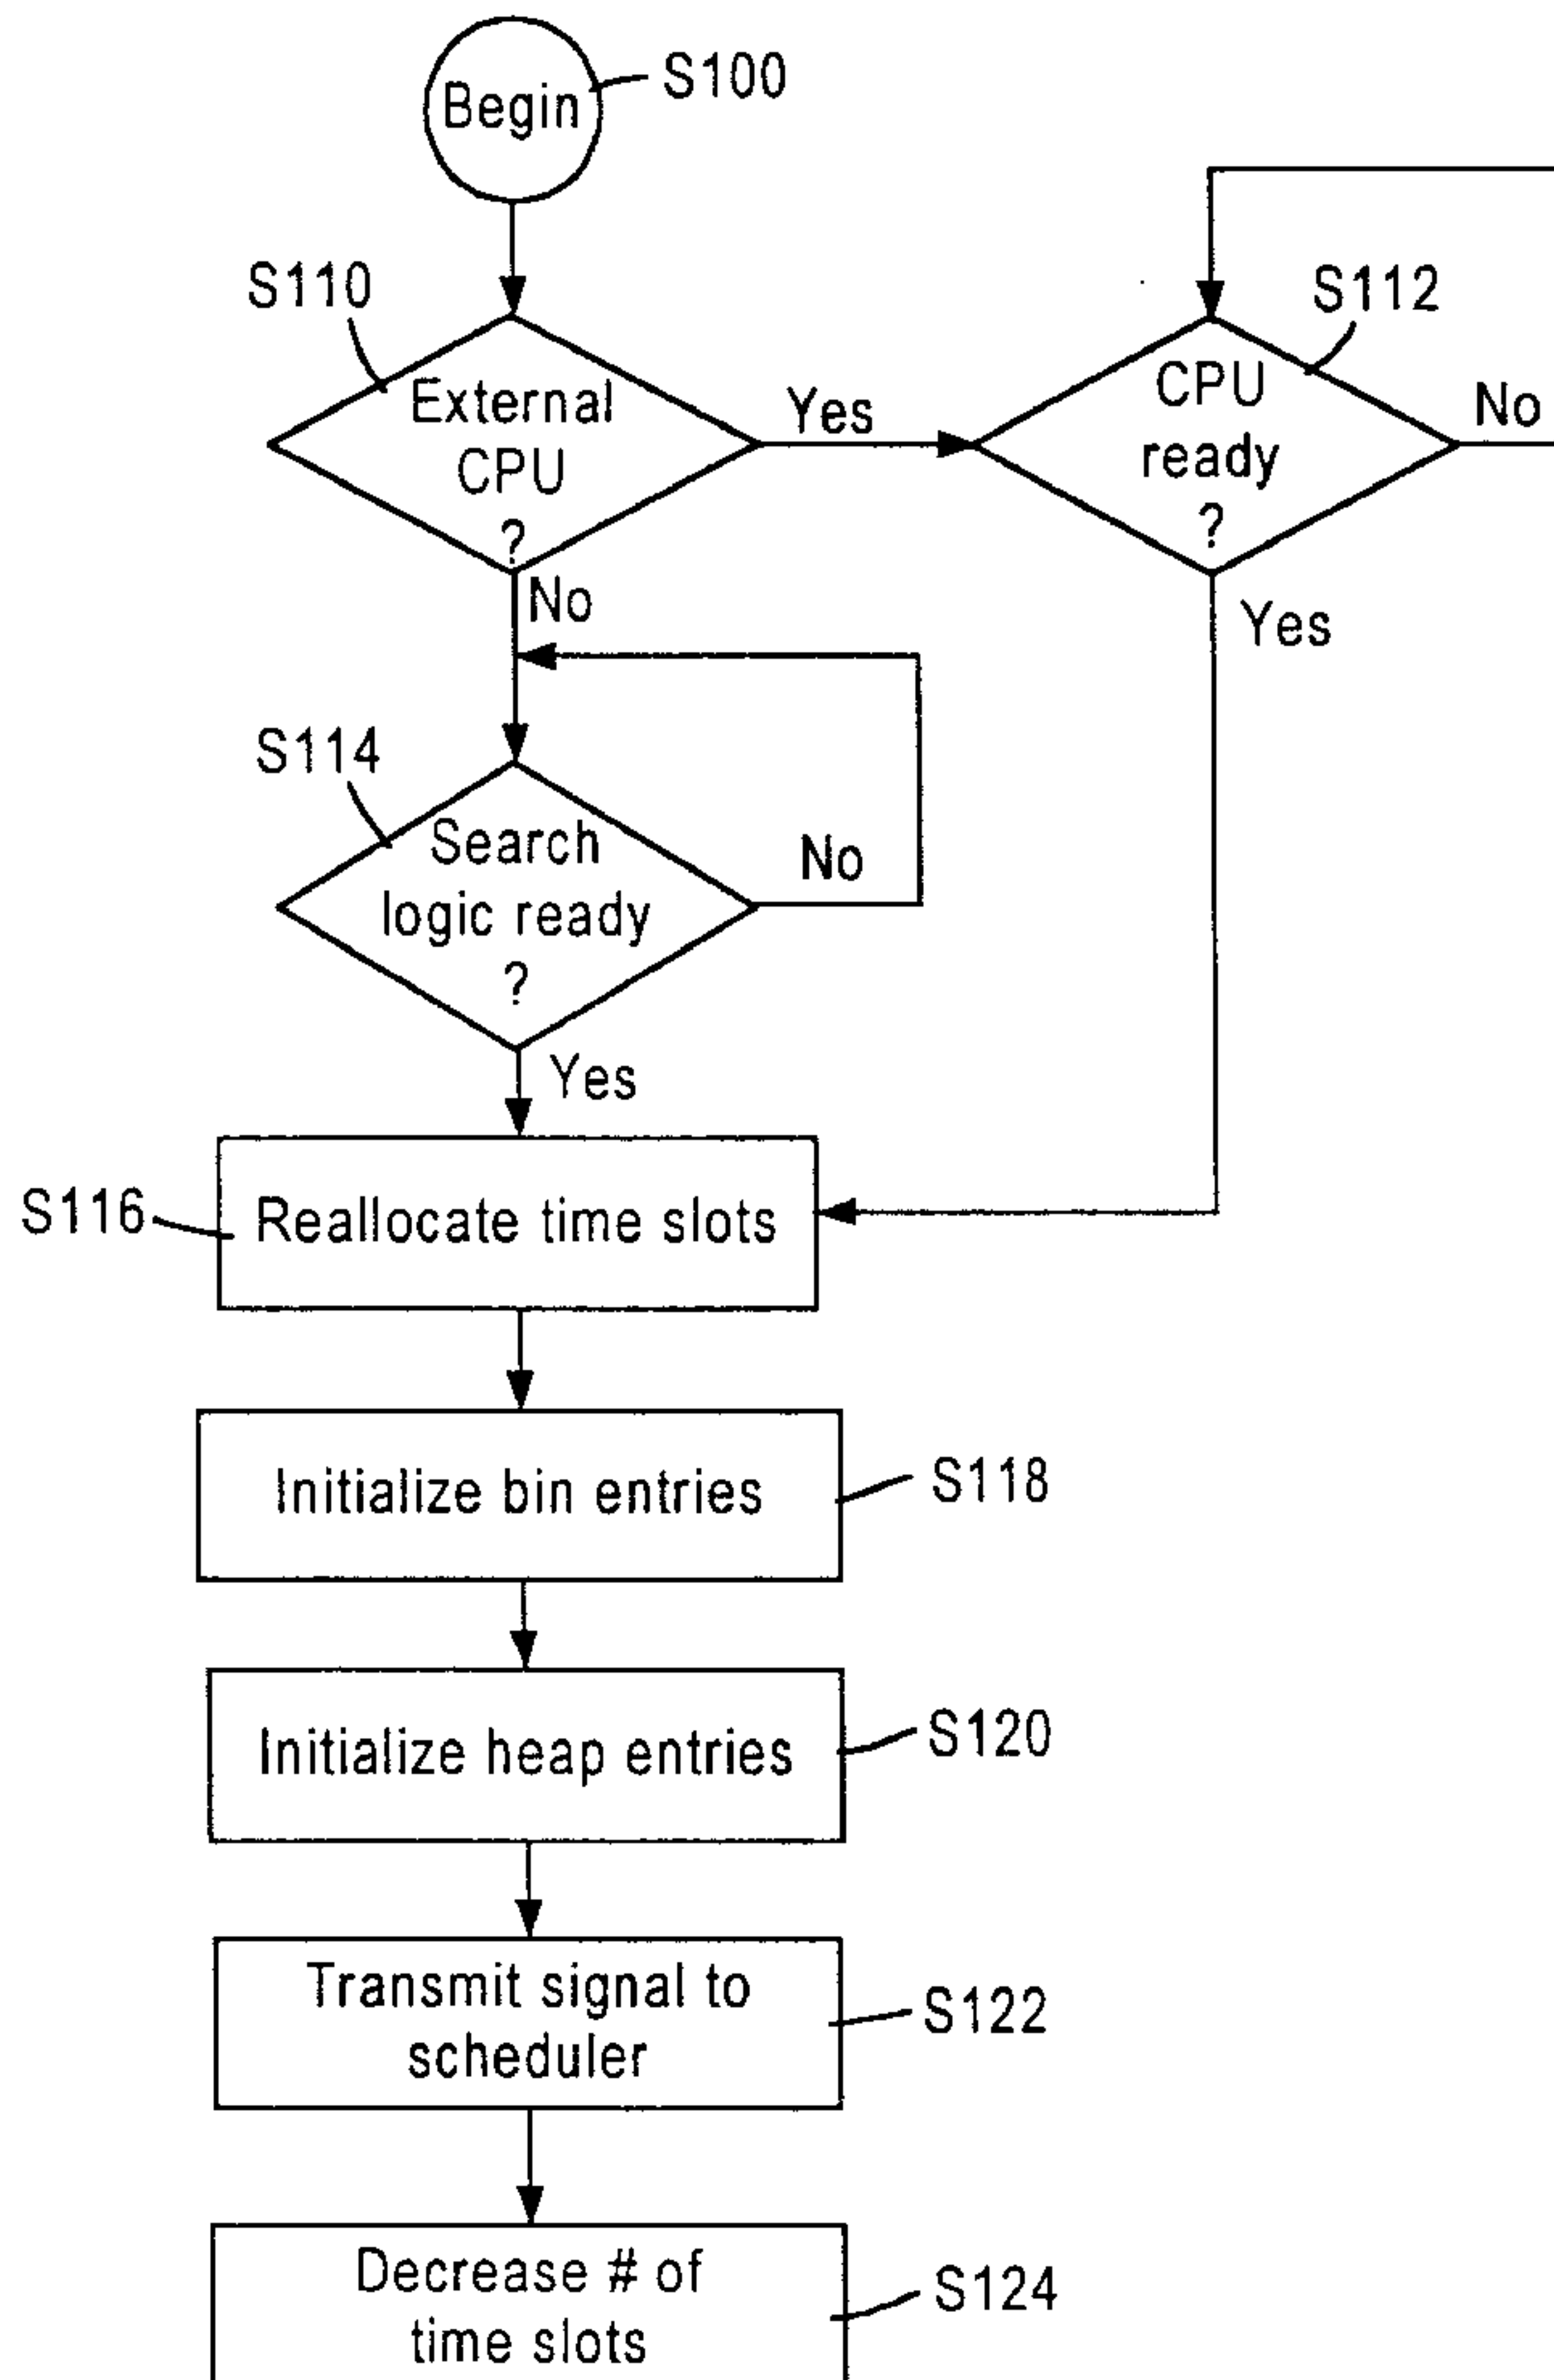 Begin
S100
S110
External
CPU
?
Yes
S112
CPU
ready
?
No
Yes
No
S114
Search
logic ready
?
No
Yes
S116
Reallocate time slots
Initialize bin entries
S118
Initialize heap entries
S120
Transmit signal to
scheduler
S122
Decrease # of
time slots
S124